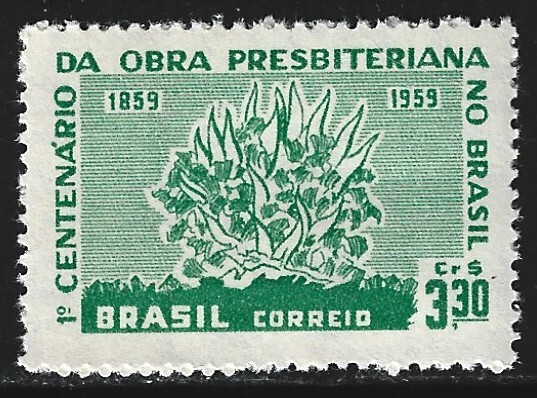 1º CENTENÁRIO DA OBRA PRESBITERIANA NO BRASIL
1859 1959
Cr $
3,30
BRASIL CORREIO